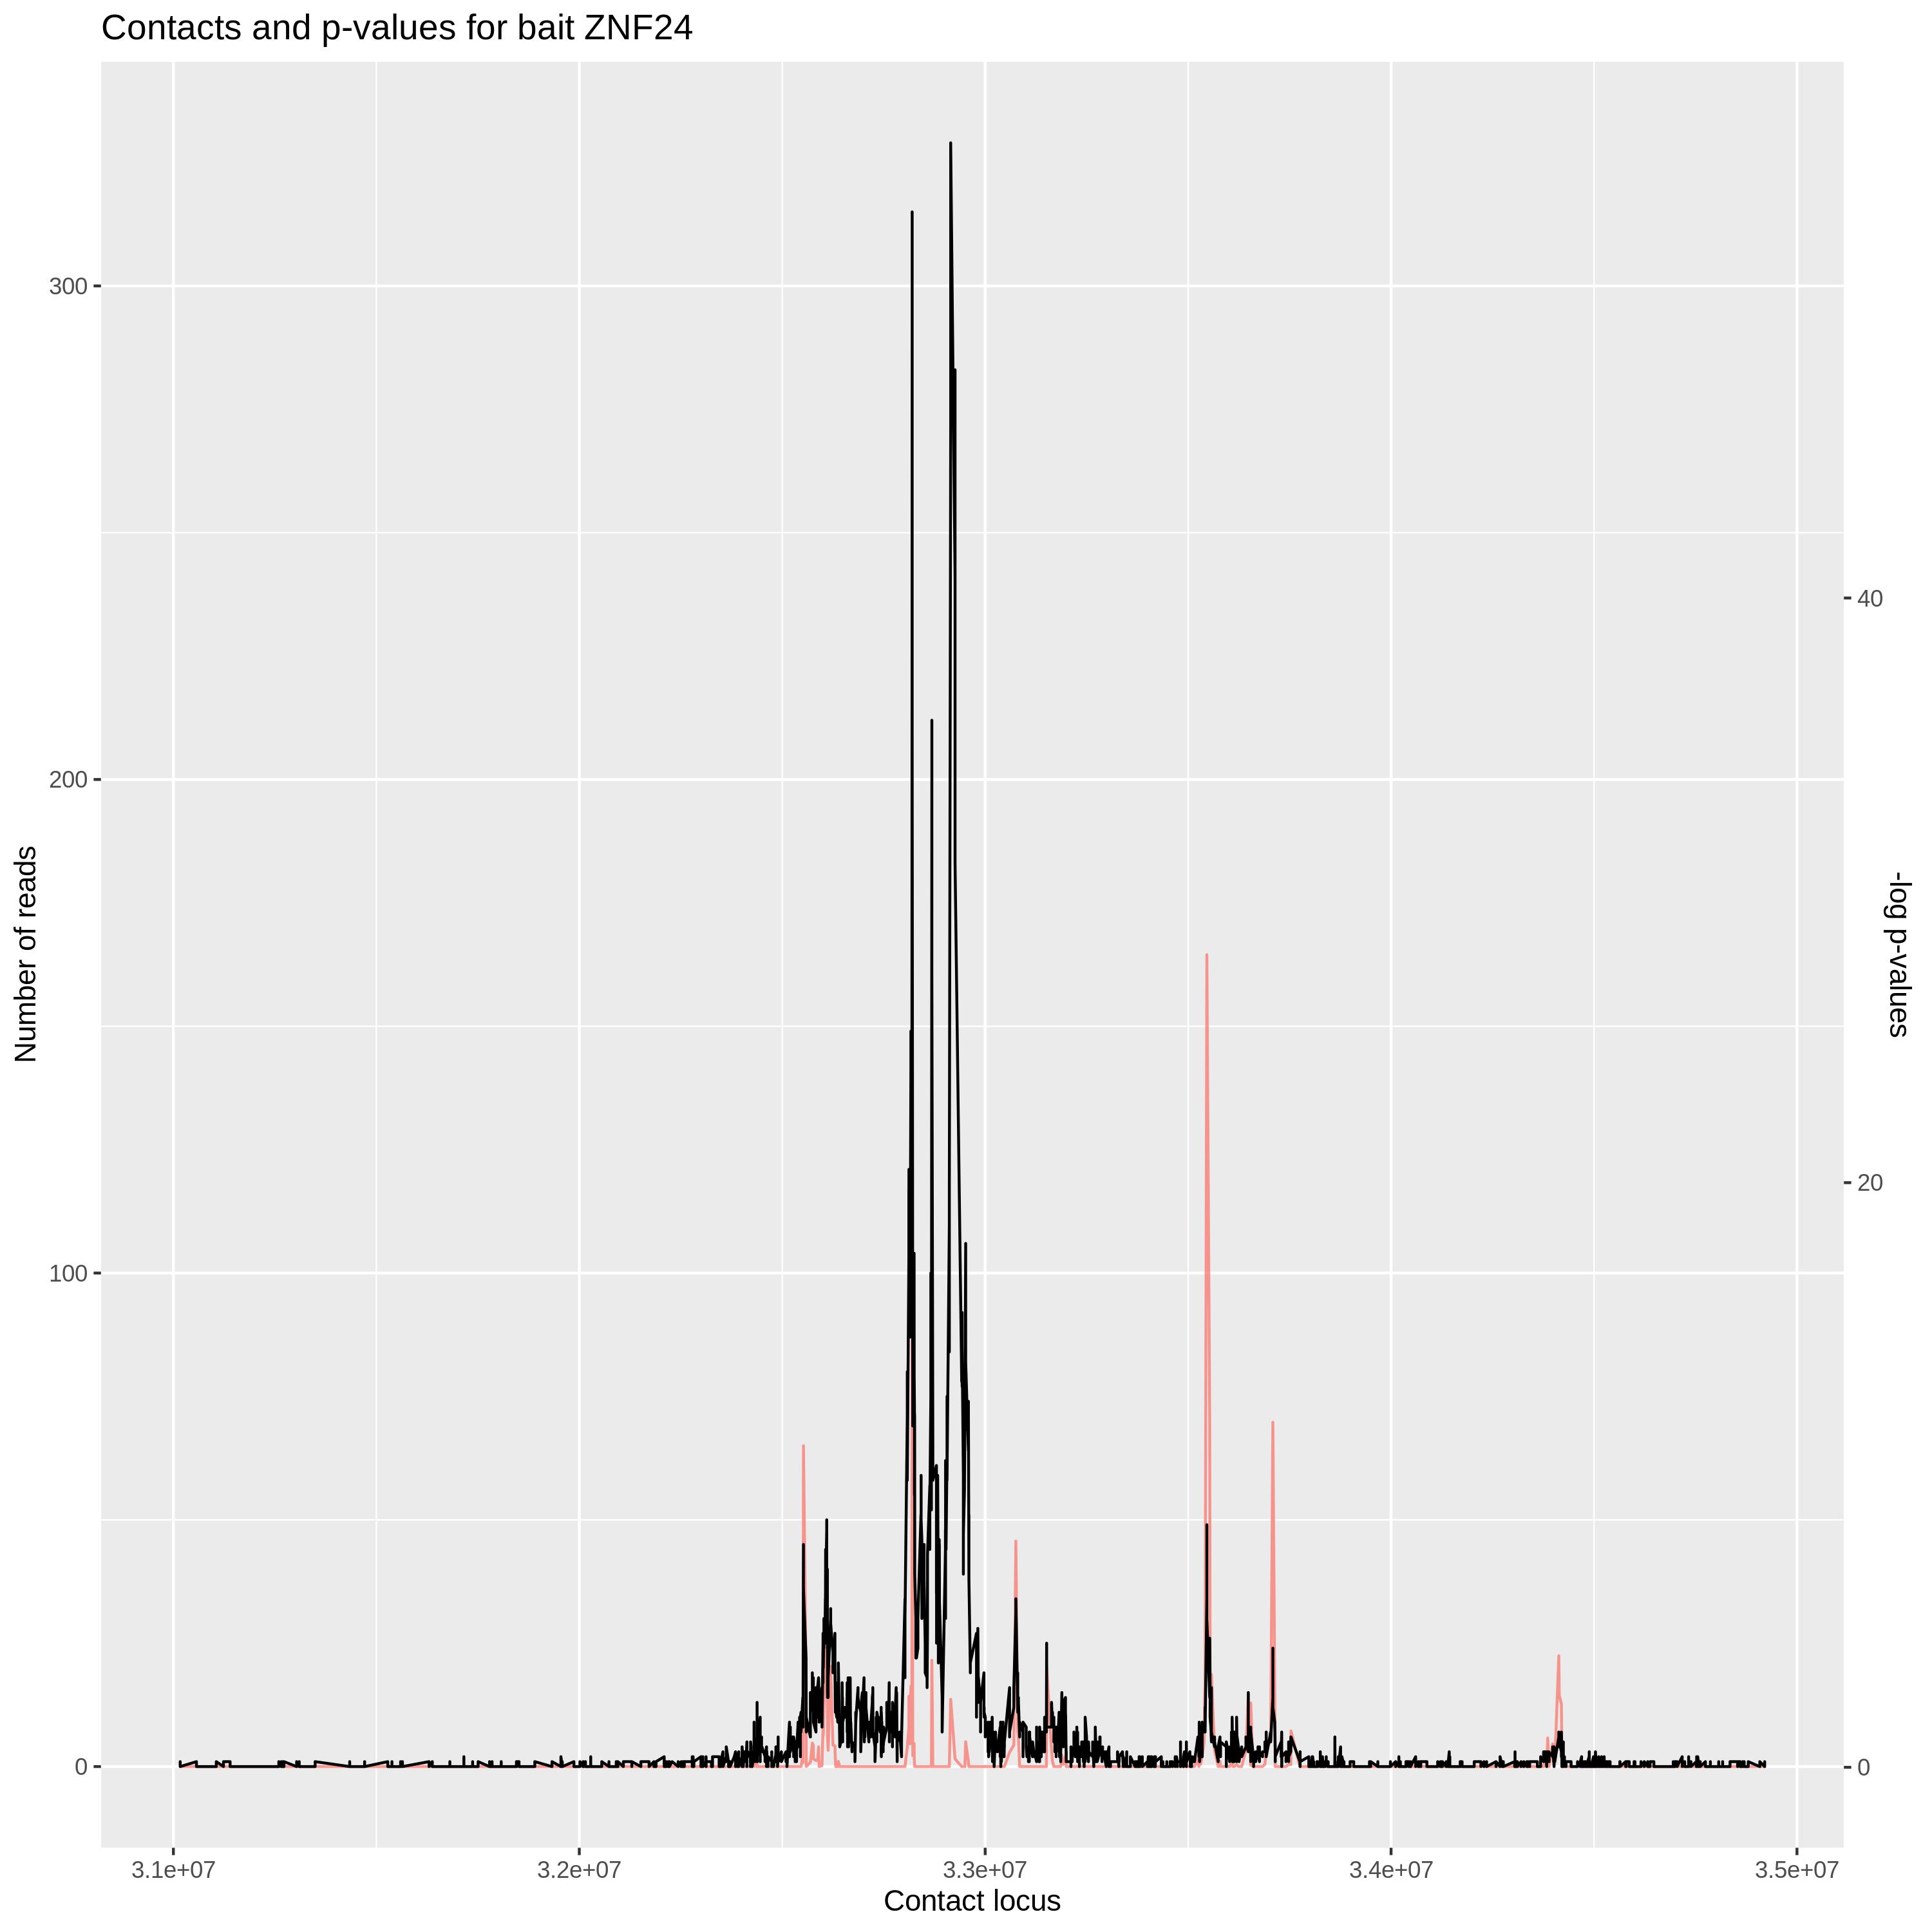 Contacts and p-values for bait ZNF24
300
200
100
0
40
20
0
Number of reads
-log p-values
3.1e+07 3.2e+07 3.3e+07 3.4e+07 3.5e+07
Contact locus